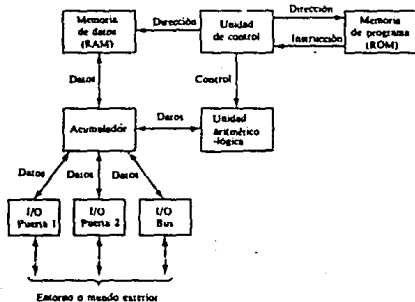 Memoria
de datos
(RAM)
Dirección
Unidad
de control
Dirección
Instrucción
Memoria
de programa
(ROM)
Datos
Control
Acumulador
Datos
Unidad
aritmético
-lógica
Datos
Datos
Datos
I/O
Puerta 1
I/O
Puerta 2
I/O
Bus
Entorno o mundo exterior